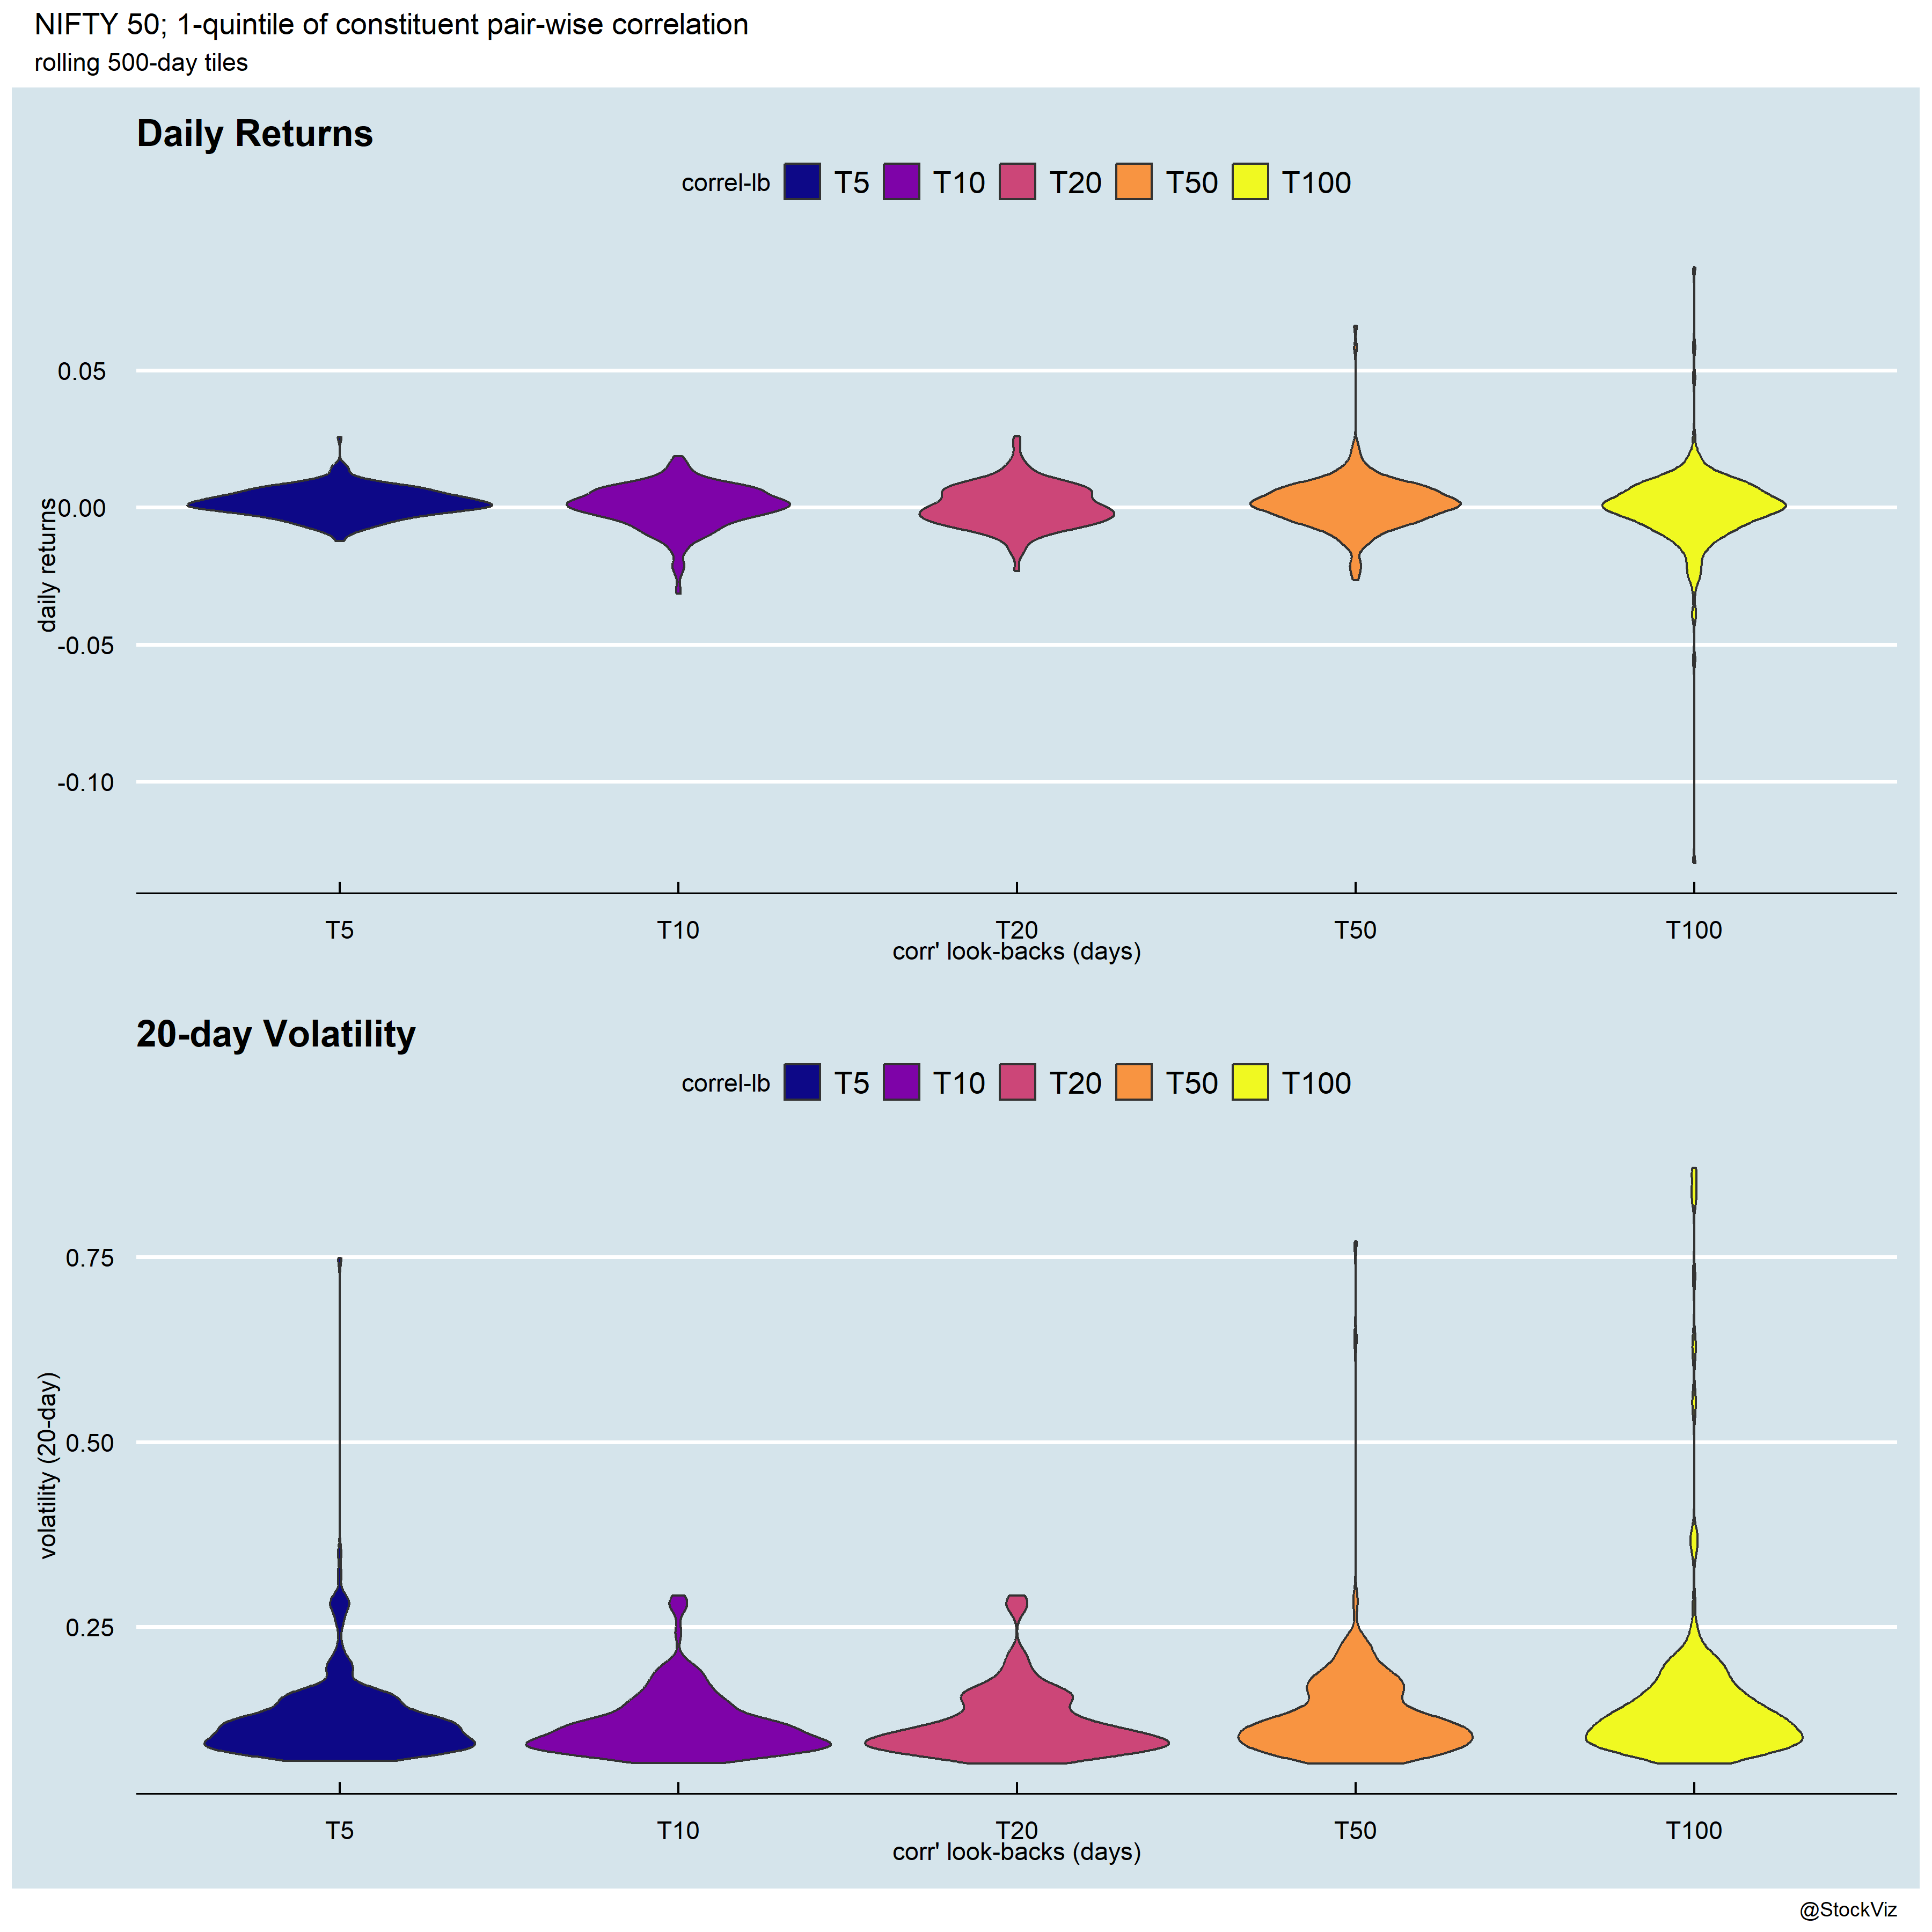 NIFTY 50; 1-quintile of constituent pair-wise correlation
rolling 500-day tiles
Daily Returns
correl-lb T5 T10 T20 T50 T100
daily returns
0.05
0.00
-0.05
-0.10
T5 T10 T20 T50 T100
corr' look-backs (days)
20-day Volatility
correl-lb T5 T10 T20 T50 T100
volatility (20-day)
0.75
0.50
0.25
T5 T10 T20 T50 T100
corr' look-backs (days)
@StockViz